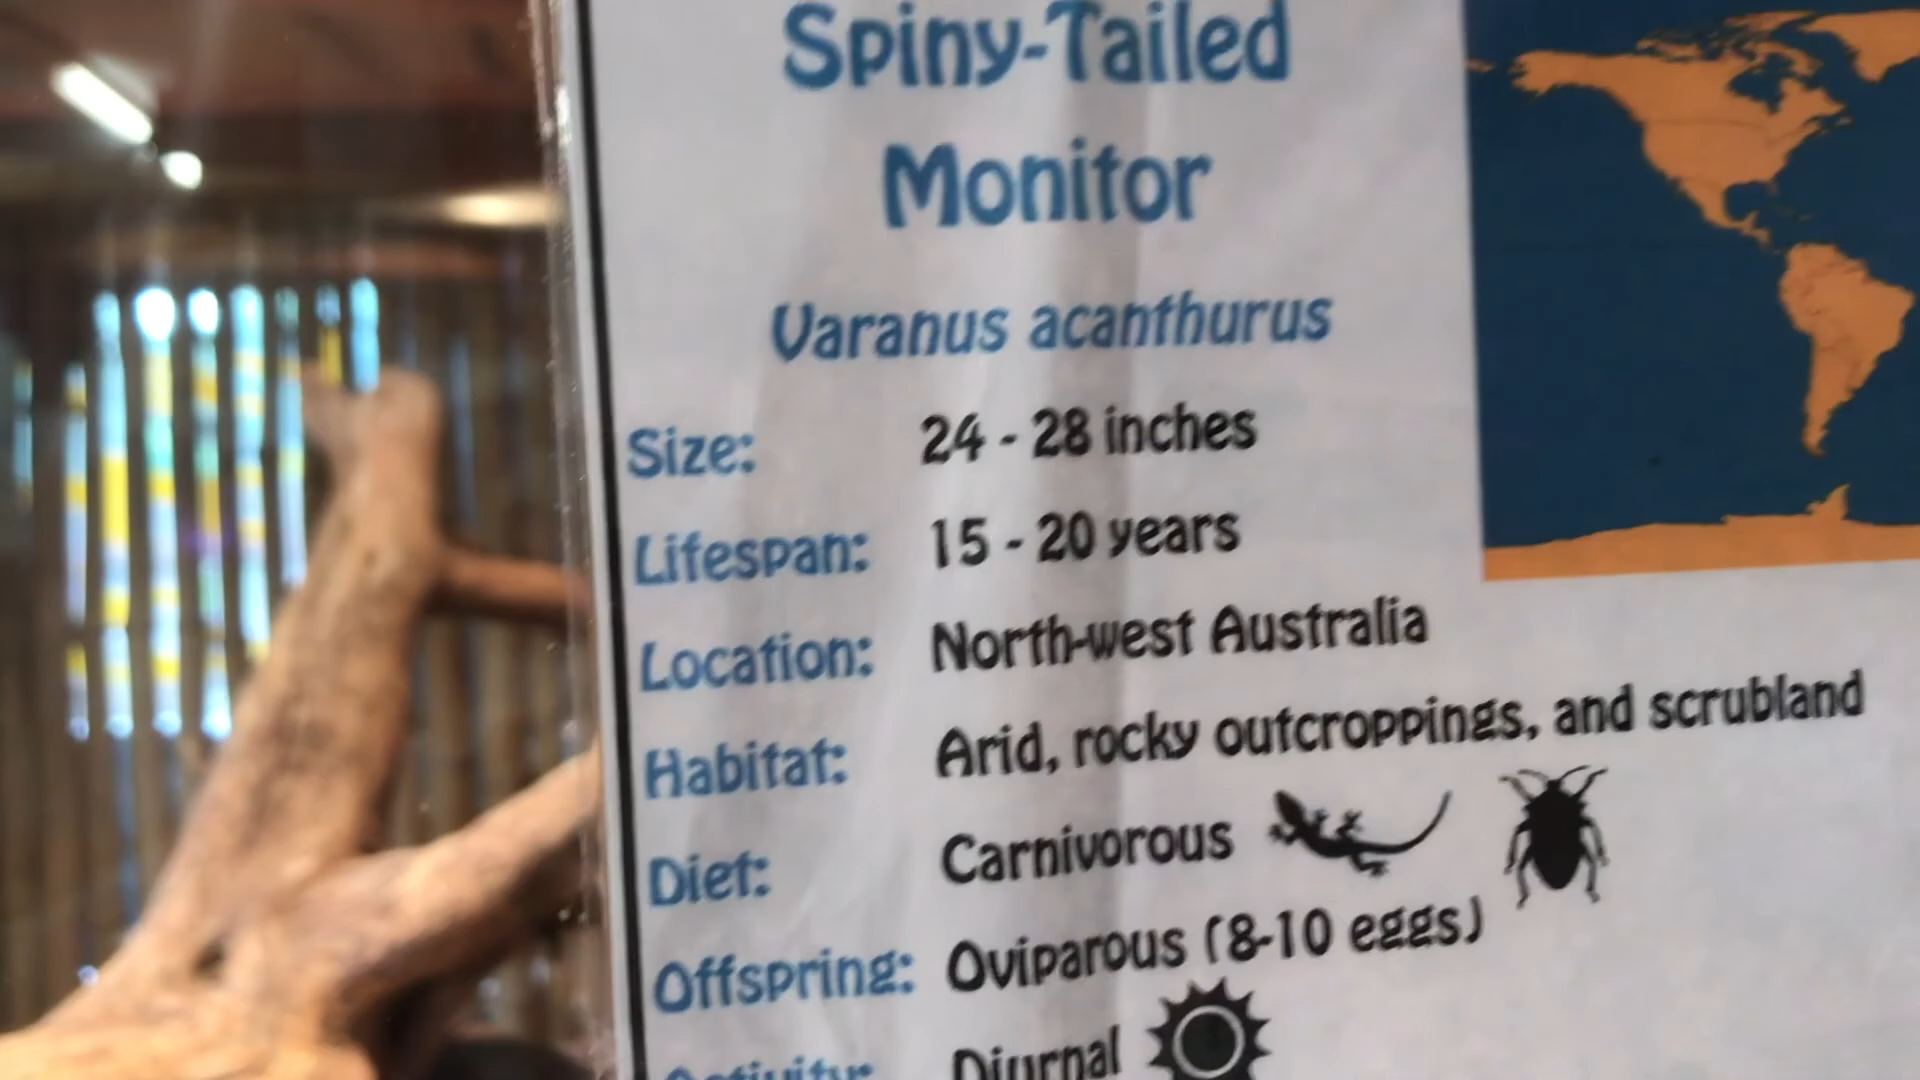 Spiny-Tailed
Monitor
Varanus acanthurus
Size: 24 - 28 inches
Lifespan: 15 - 20 years
Location: North-west Australia
Habitat: Arid, rocky outcroppings, and scrubland
Diet: Carnivorous
Offspring: Oviparous (8-10 eggs)
Activity: Diurnal